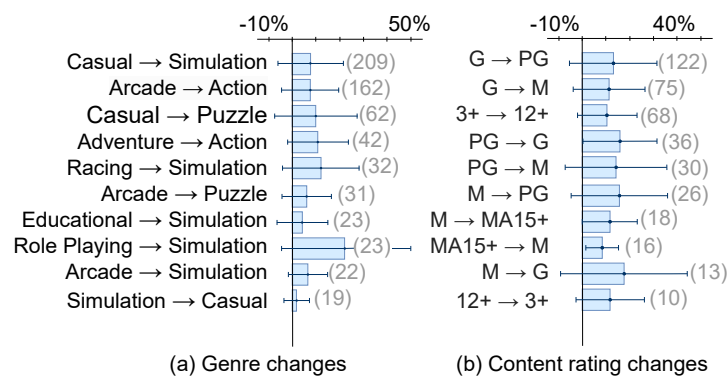 -10% 50%
Casual → Simulation (209)
Arcade → Action (162)
Casual → Puzzle (62)
Adventure → Action (42)
Racing → Simulation (32)
Arcade → Puzzle (31)
Educational → Simulation (23)
Role Playing → Simulation (23)
Arcade → Simulation (22)
Simulation → Casual (19)
(a) Genre changes
-10% 40%
G → PG (122)
G → M (75)
3+ → 12+ (68)
PG → G (36)
PG → M (30)
M → PG (26)
M → MA15+ (18)
MA15+ → M (16)
M → G (13)
12+ → 3+ (10)
(b) Content rating changes